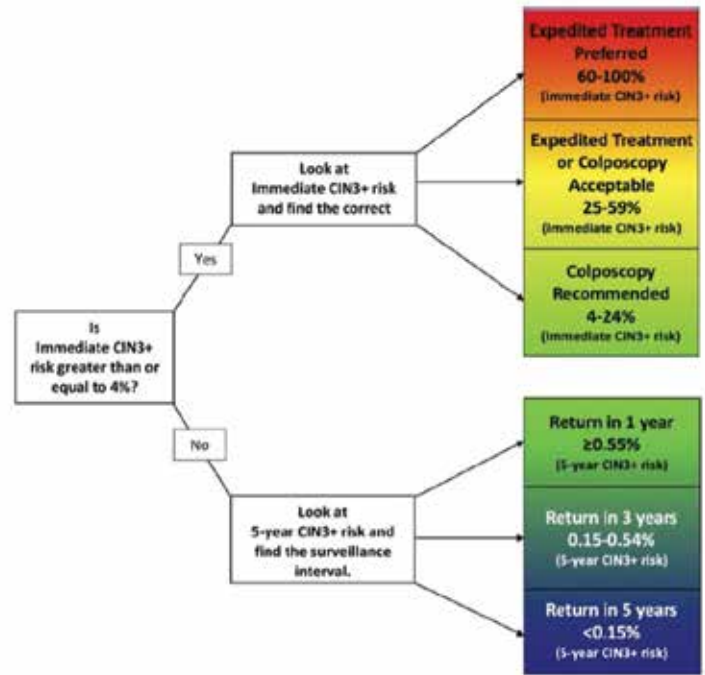 Expedited Treatment
Preferred
60-100%
(immediate CIN3+ risk)
Look at
Immediate CIN3+ risk
and find the correct
Expedited Treatment
or Colposcopy
Acceptable
25-59%
(immediate CIN3+ risk)
Yes
Colposcopy
Recommended
4-24%
(immediate CIN3+ risk)
Is
Immediate CIN3+
risk greater than or
equal to 4%?
No
Return in 1 year
≥0.55%
(5-year CIN3+ risk)
Look at
5-year CIN3+ risk and
find the surveillance
interval.
Return in 3 years
0.15-0.54%
(5-year CIN3+ risk)
Return in 5 years
<0.15%
(5-year CIN3+ risk)